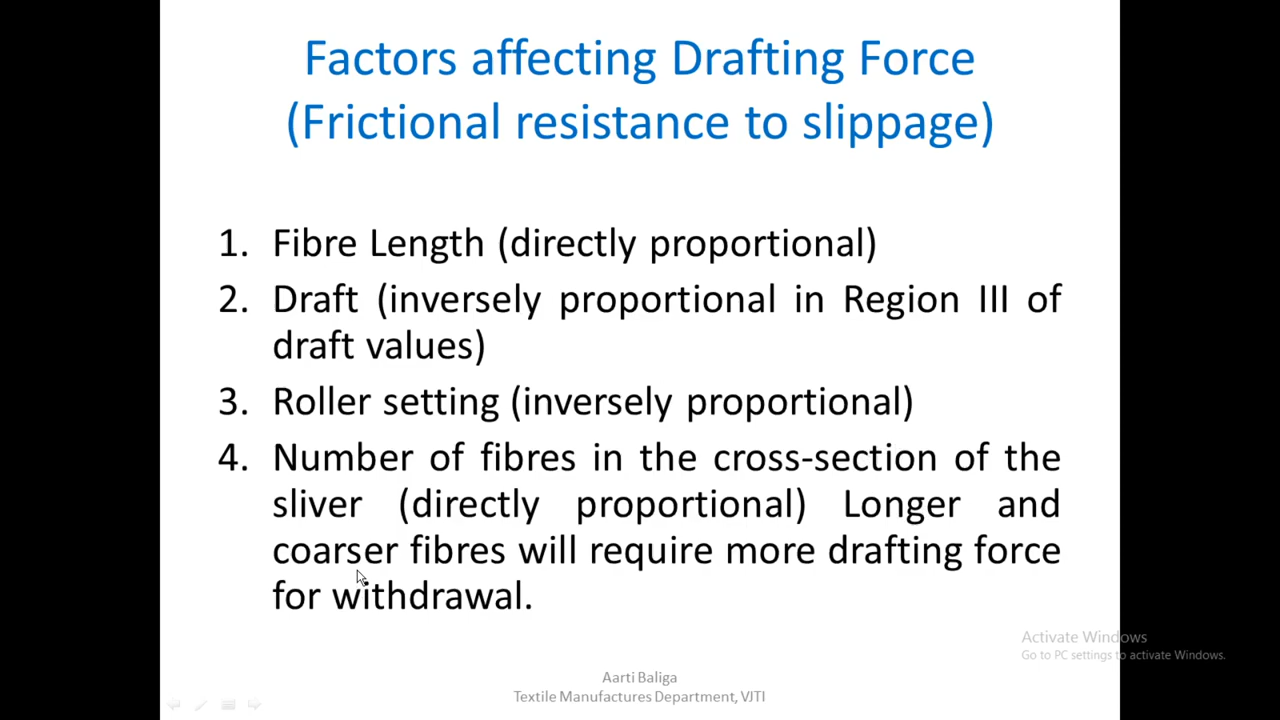 Factors affecting Drafting Force
(Frictional resistance to slippage)
1. Fibre Length (directly proportional)
2. Draft (inversely proportional in Region III of
draft values)
3. Roller setting (inversely proportional)
4. Number of fibres in the cross-section of the
sliver (directly proportional) Longer and
coarser fibres will require more drafting force
for withdrawal.
Activate Windows
Go to PC settings to activate Windows.
Aarti Baliga
Textile Manufactures Department, VJTI